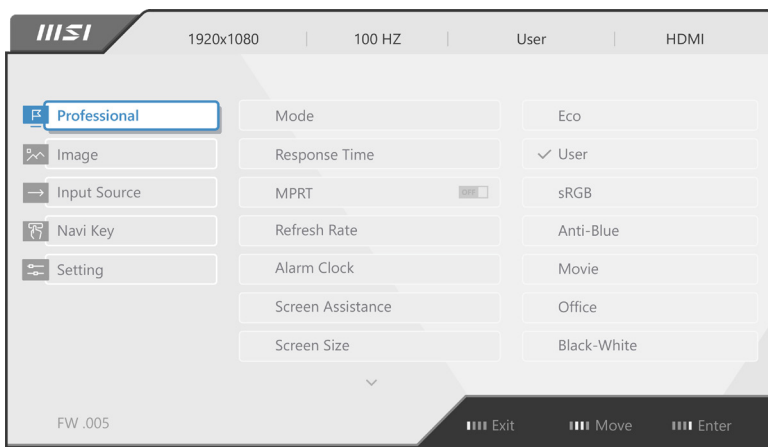 msi 1920x1080 100 HZ User HDMI
Professional Mode Eco
Image Response Time User
Input Source MPRT OFF sRGB
Navi Key Refresh Rate Anti-Blue
Setting Alarm Clock Movie
Screen Assistance Office
Screen Size Black-White
FW .005 Exit Move Enter